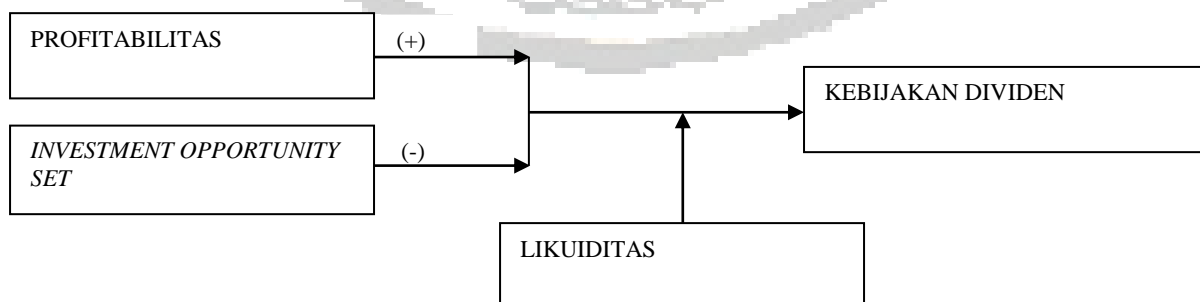 PROFITABILITAS
(+)
KEBIJAKAN DIVIDEN
INVESTMENT OPPORTUNITY
SET
(-)
LIKUIDITAS